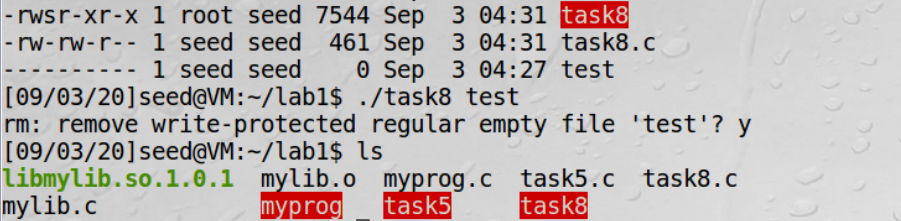 -rwsr-xr-x 1 root seed 7544 Sep  3 04:31 task8
-rw-rw-r-- 1 seed seed  461 Sep  3 04:31 task8.c
---------- 1 seed seed    0 Sep  3 04:27 test
[09/03/20]seed@VM:~/lab1$ ./task8 test
rm: remove write-protected regular empty file 'test'? y
[09/03/20]seed@VM:~/lab1$ ls
libmylib.so.1.0.1  mylib.o  myprog.c  task5.c  task8.c
mylib.c            myprog   task5     task8